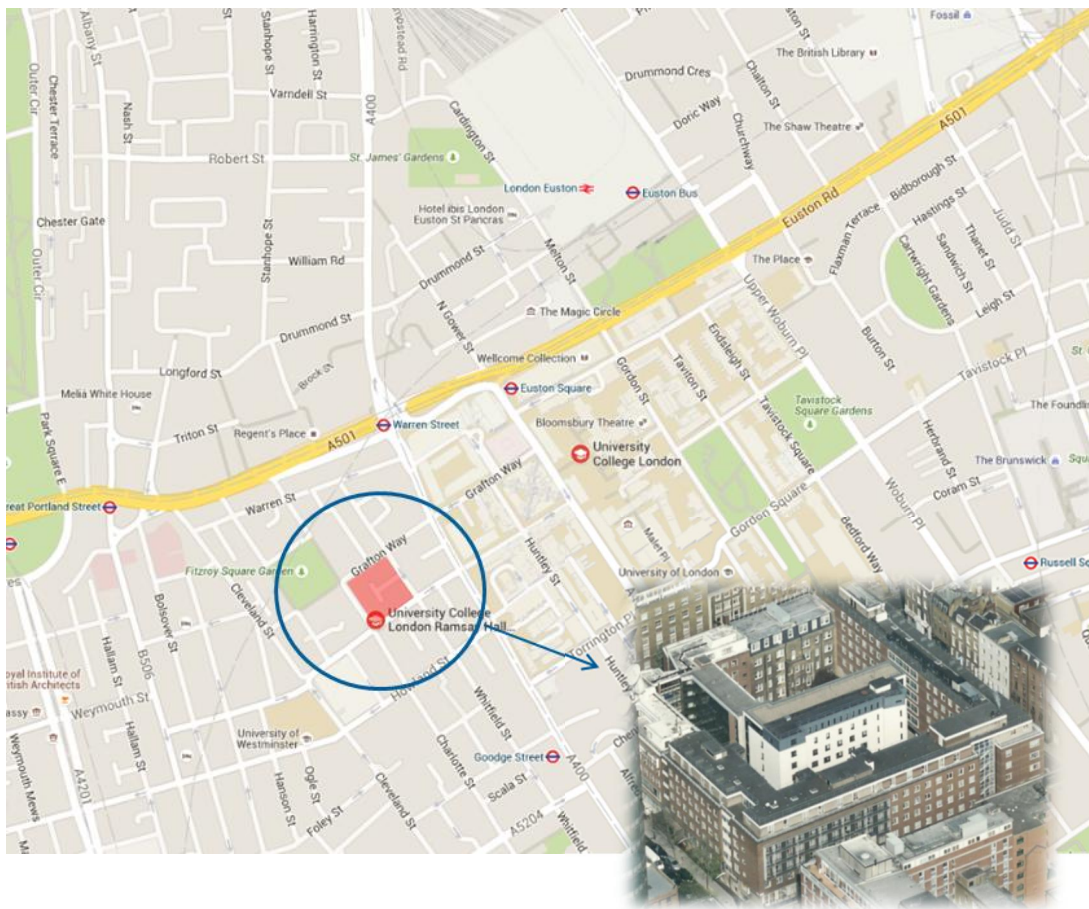 Albany St
Outer Cir
Chester Terrace
Nash St
Stanhope St
Harrington St
mpstead Rd
Varndell St
A400
Robert St
Chester Gate
Outer Cir
Stanhope St
William Rd
St. James' Gardens
Cardington St
London Euston
Euston Bus
Hotel ibis London
Euston St Pancras
Drummond St
Melton St
N Gower St
Drummond St
Longford St
Brock St
The Magic Circle
Wellcome Collection
Euston Square
Fossil
The British Library
Drummond Cres
Chalton St
Doric Way
Churchway
The Shaw Theatre
A501
Euston Rd
Bidborough St
Judd St
Hastings St
Flaxman Terrace
Cartwright Gardens
Sandwich St
Thanet St
Leigh St
The Place
Upper Woburn Pl
Burton St
Tavistock Pl
Endsleigh St
Taviton St
Gordon St
Tavistock
Square Gardens
Tavistock Square
Herbrand St
The Foundlin
The Brunswick
Coram St
Woburn Pl
Bedford Way
Russell Sq
Gordon Square
Melia White House
Park Square E
Triton St
Regent's Place
A501
Warren Street
Bloomsbury Theatre
University
College London
Grafton Way
reat Portland Street
Warren St
Grafton Way
Huntley St
Malet Pl
University of London
Fitzroy Square Garden
Cleveland St
University College
London Ramsay Hall...
Torrington Pl
Huntley
Howland St
Bolsover St
Hallam St
B506
oyal Institute of
ritish Architects
assy
Weymouth St
Weymouth Mews
Hallam St
A4201
University of
Westminster
Hanson St
Ogle St
Foley St
Cleveland St
Charlotte St
Whitfield St
Goodge Street
Scala St
A5204
A400
Whitfield